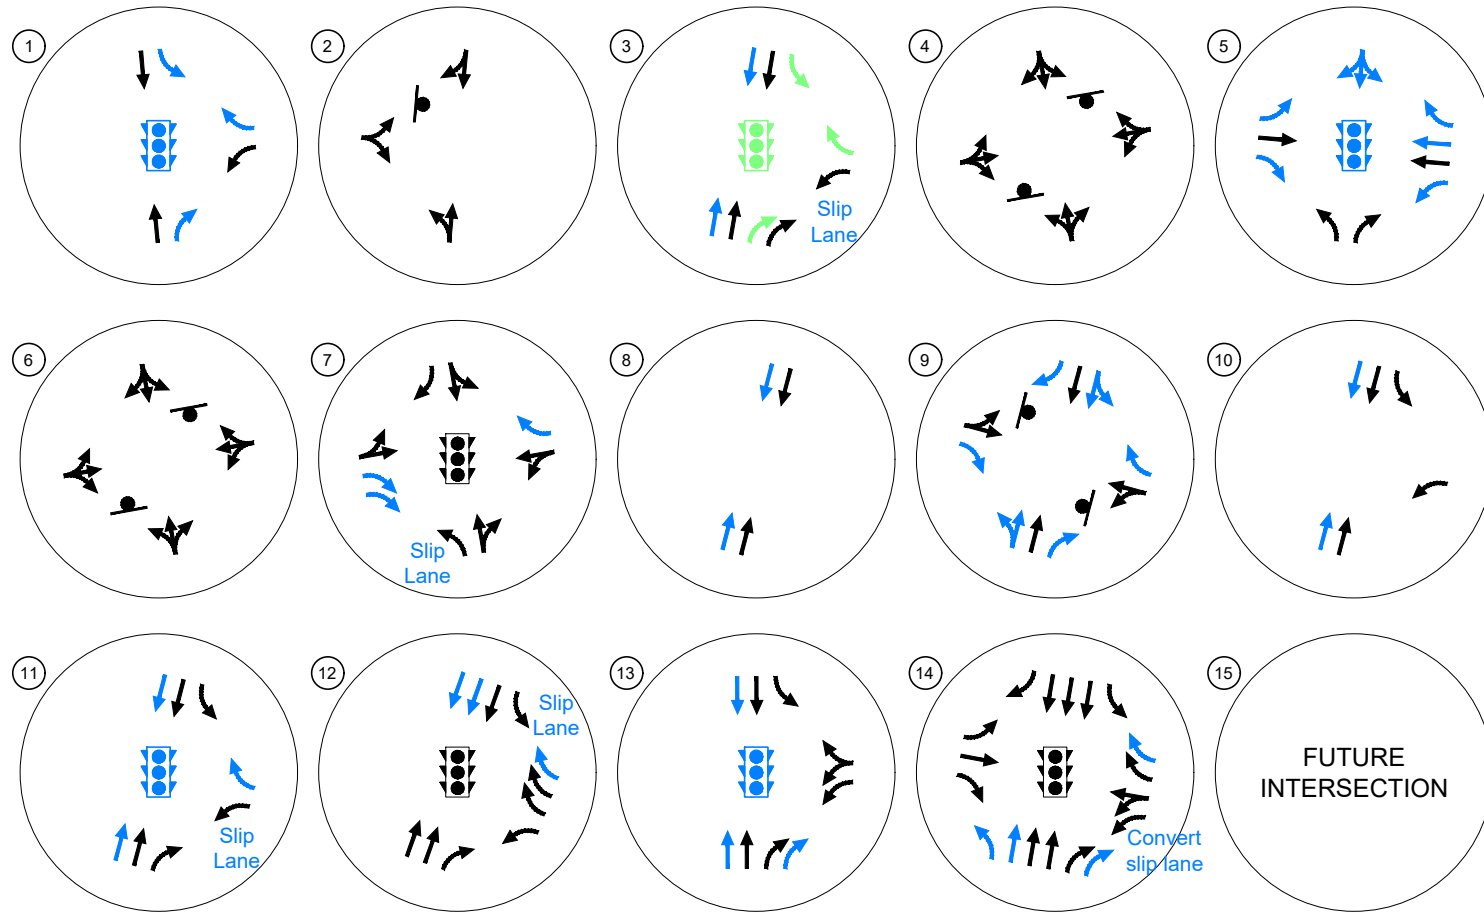 1
2
3
4
5
Slip
Lane
6
7
8
9
10
Slip
Lane
11
12
13
14
15
Slip
Lane
Slip
Lane
Convert
slip lane
FUTURE
INTERSECTION